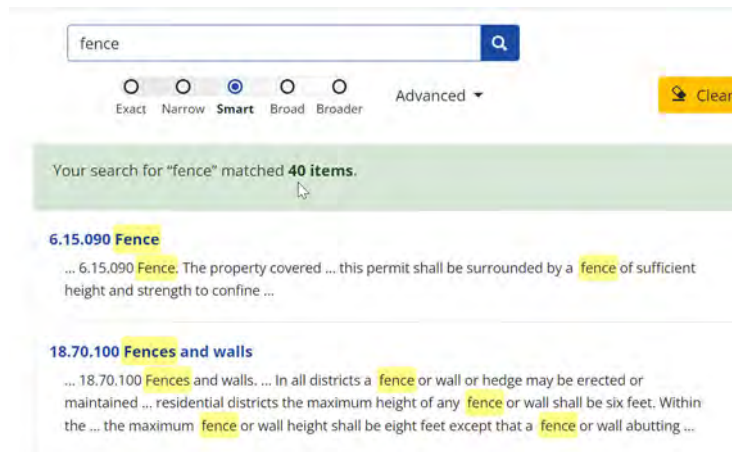 fence
Exact Narrow Smart Broad Broader Advanced
Clear
Your search for "fence" matched 40 items.
6.15.090 Fence
... 6.15.090 Fence. The property covered ... this permit shall be surrounded by a fence of sufficient
height and strength to confine ...
18.70.100 Fences and walls
... 18.70.100 Fences and walls. ... In all districts a fence or wall or hedge may be erected or
maintained ... residential districts the maximum height of any fence or wall shall be six feet. Within
the ... the maximum fence or wall height shall be eight feet except that a fence or wall abutting ...